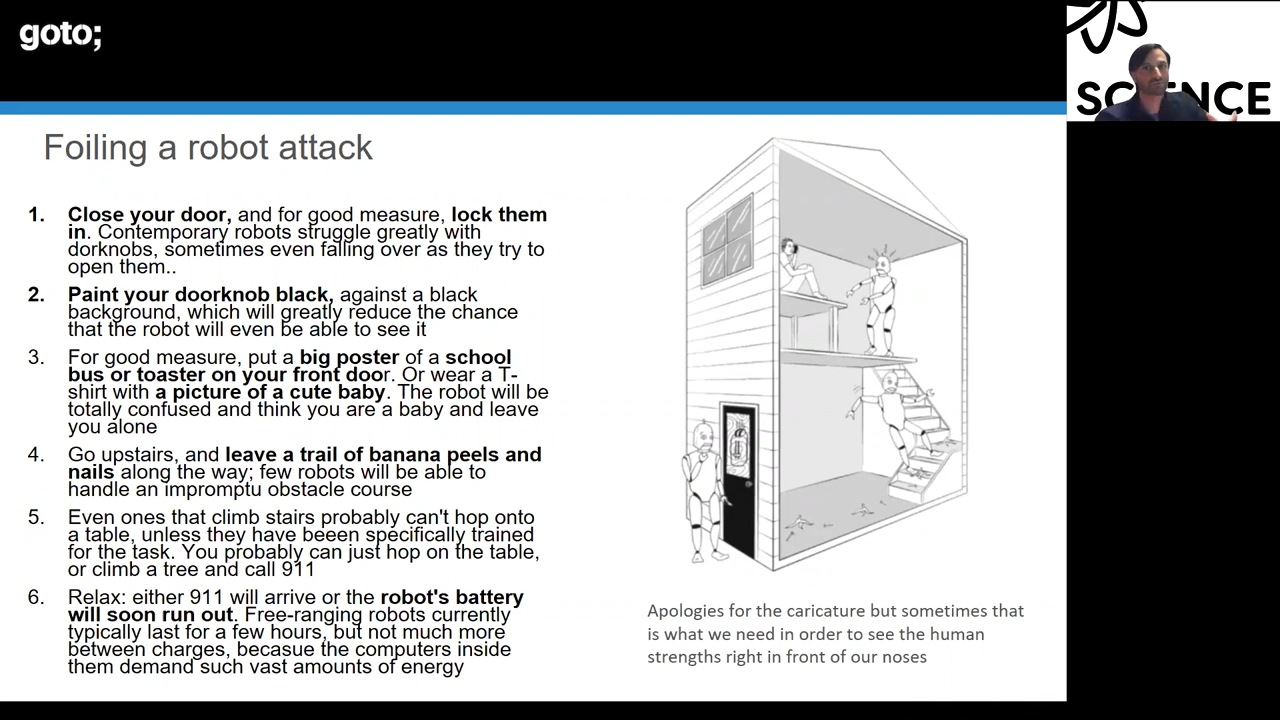 goto;
SCIENCE
Foiling a robot attack
1. Close your door, and for good measure, lock them
in. Contemporary robots struggle greatly with
dorknobs, sometimes even falling over as they try to
open them..
2. Paint your doorknob black, against a black
background, which will greatly reduce the chance
that the robot will even be able to see it
3. For good measure, put a big poster of a school
bus or toaster on your front door. Or wear a T-
shirt with a picture of a cute baby. The robot will be
totally confused and think you are a baby and leave
you alone
4. Go upstairs, and leave a trail of banana peels and
nails along the way; few robots will be able to
handle an impromptu obstacle course
5. Even ones that climb stairs probably can't hop onto
a table, unless they have beeen specifically trained
for the task. You probably can just hop on the table,
or climb a tree and call 911
6. Relax: either 911 will arrive or the robot's battery
will soon run out. Free-ranging robots currently
typically last for a few hours, but not much more
between charges, becasue the computers inside
them demand such vast amounts of energy
Apologies for the caricature but sometimes that
is what we need in order to see the human
strengths right in front of our noses